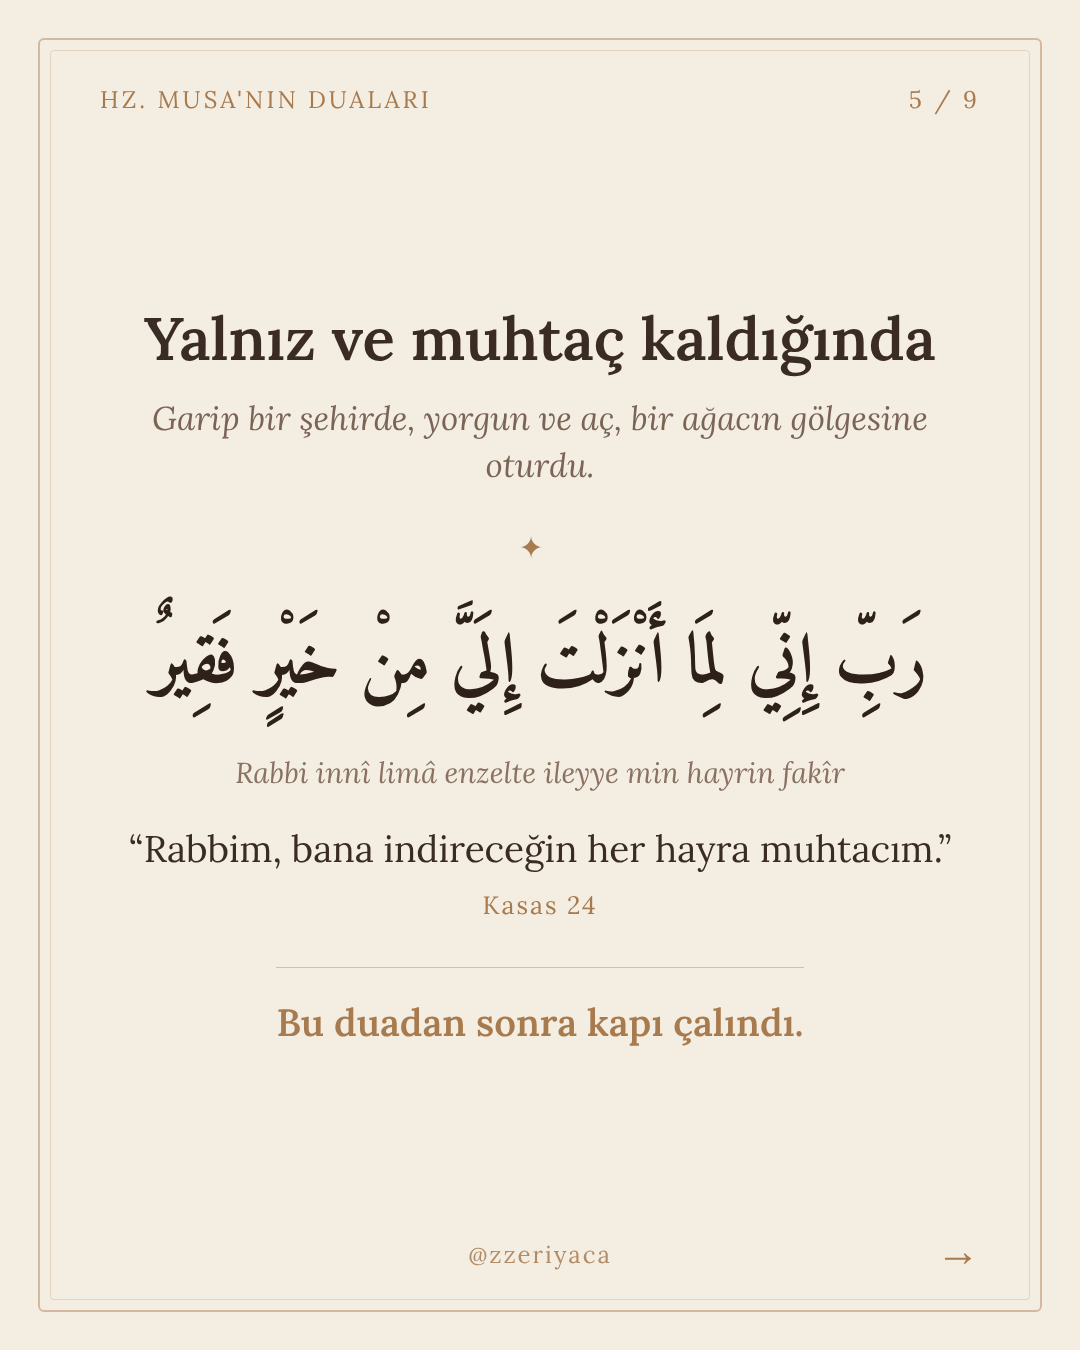 HZ. MUSA'NIN DUALARI
5 / 9
Yalnız ve muhtaç kaldığında
Garip bir şehirde, yorgun ve aç, bir ağacın gölgesine
oturdu.
✦
رَبِّ إِنِّي لِمَا أَنْزَلْتَ إِلَيَّ مِنْ خَيْرٍ فَقِيرٌ
Rabbi innî limâ enzelte ileyye min hayrin fakîr
“Rabbim, bana indireceğin her hayra muhtacım.”
Kasas 24
Bu duadan sonra kapı çalındı.
@zzeriyaca
→